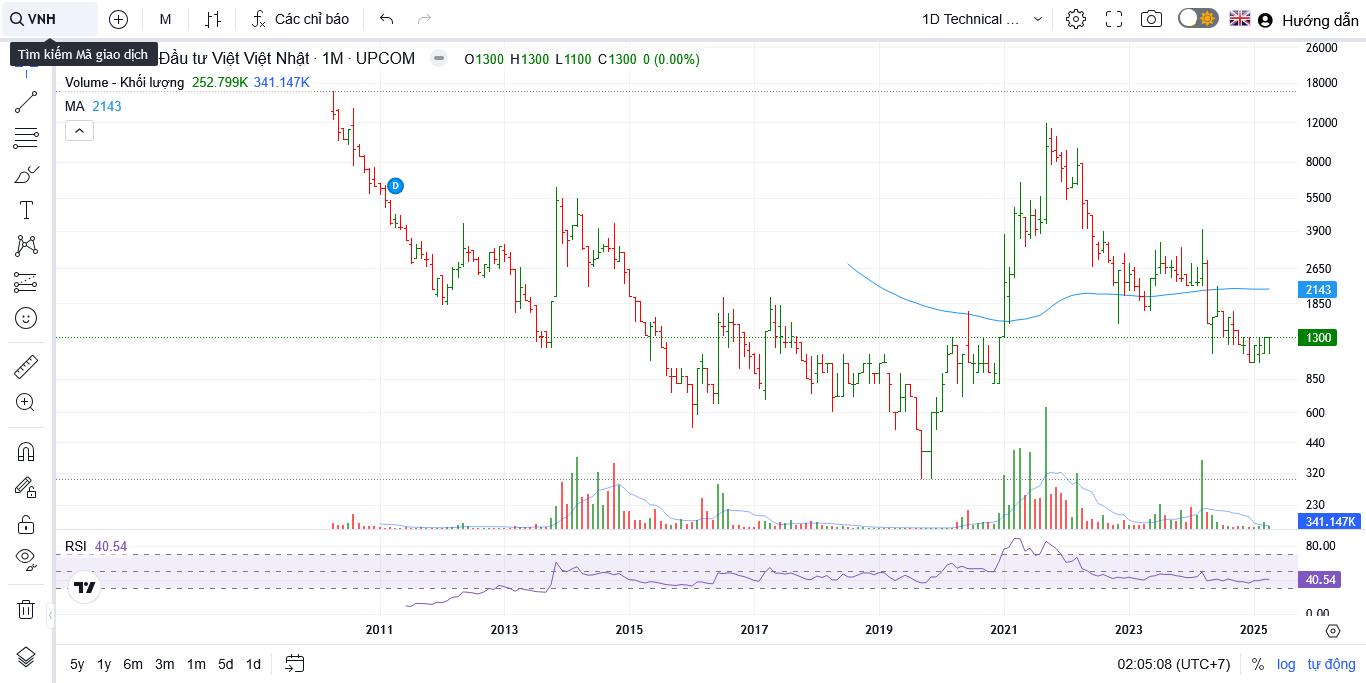 VNH
M
Các chỉ báo
1D Technical ...
Hướng dẫn
Tìm kiếm Mã giao dịch
Đầu tư Việt Việt Nhật · 1M · UPCOM
O1300 H1300 L1100 C1300 0 (0.00%)
Volume - Khối lượng 252.799K 341.147K
MA 2143
D
26000
18000
12000
8000
5500
3900
2650
2143
1850
1300
850
600
440
320
230
341.147K
RSI 40.54
80.00
40.54
0.00
2011 2013 2015 2017 2019 2021 2023 2025
5y 1y 6m 3m 1m 5d 1d
02:05:08 (UTC+7) % log tự động